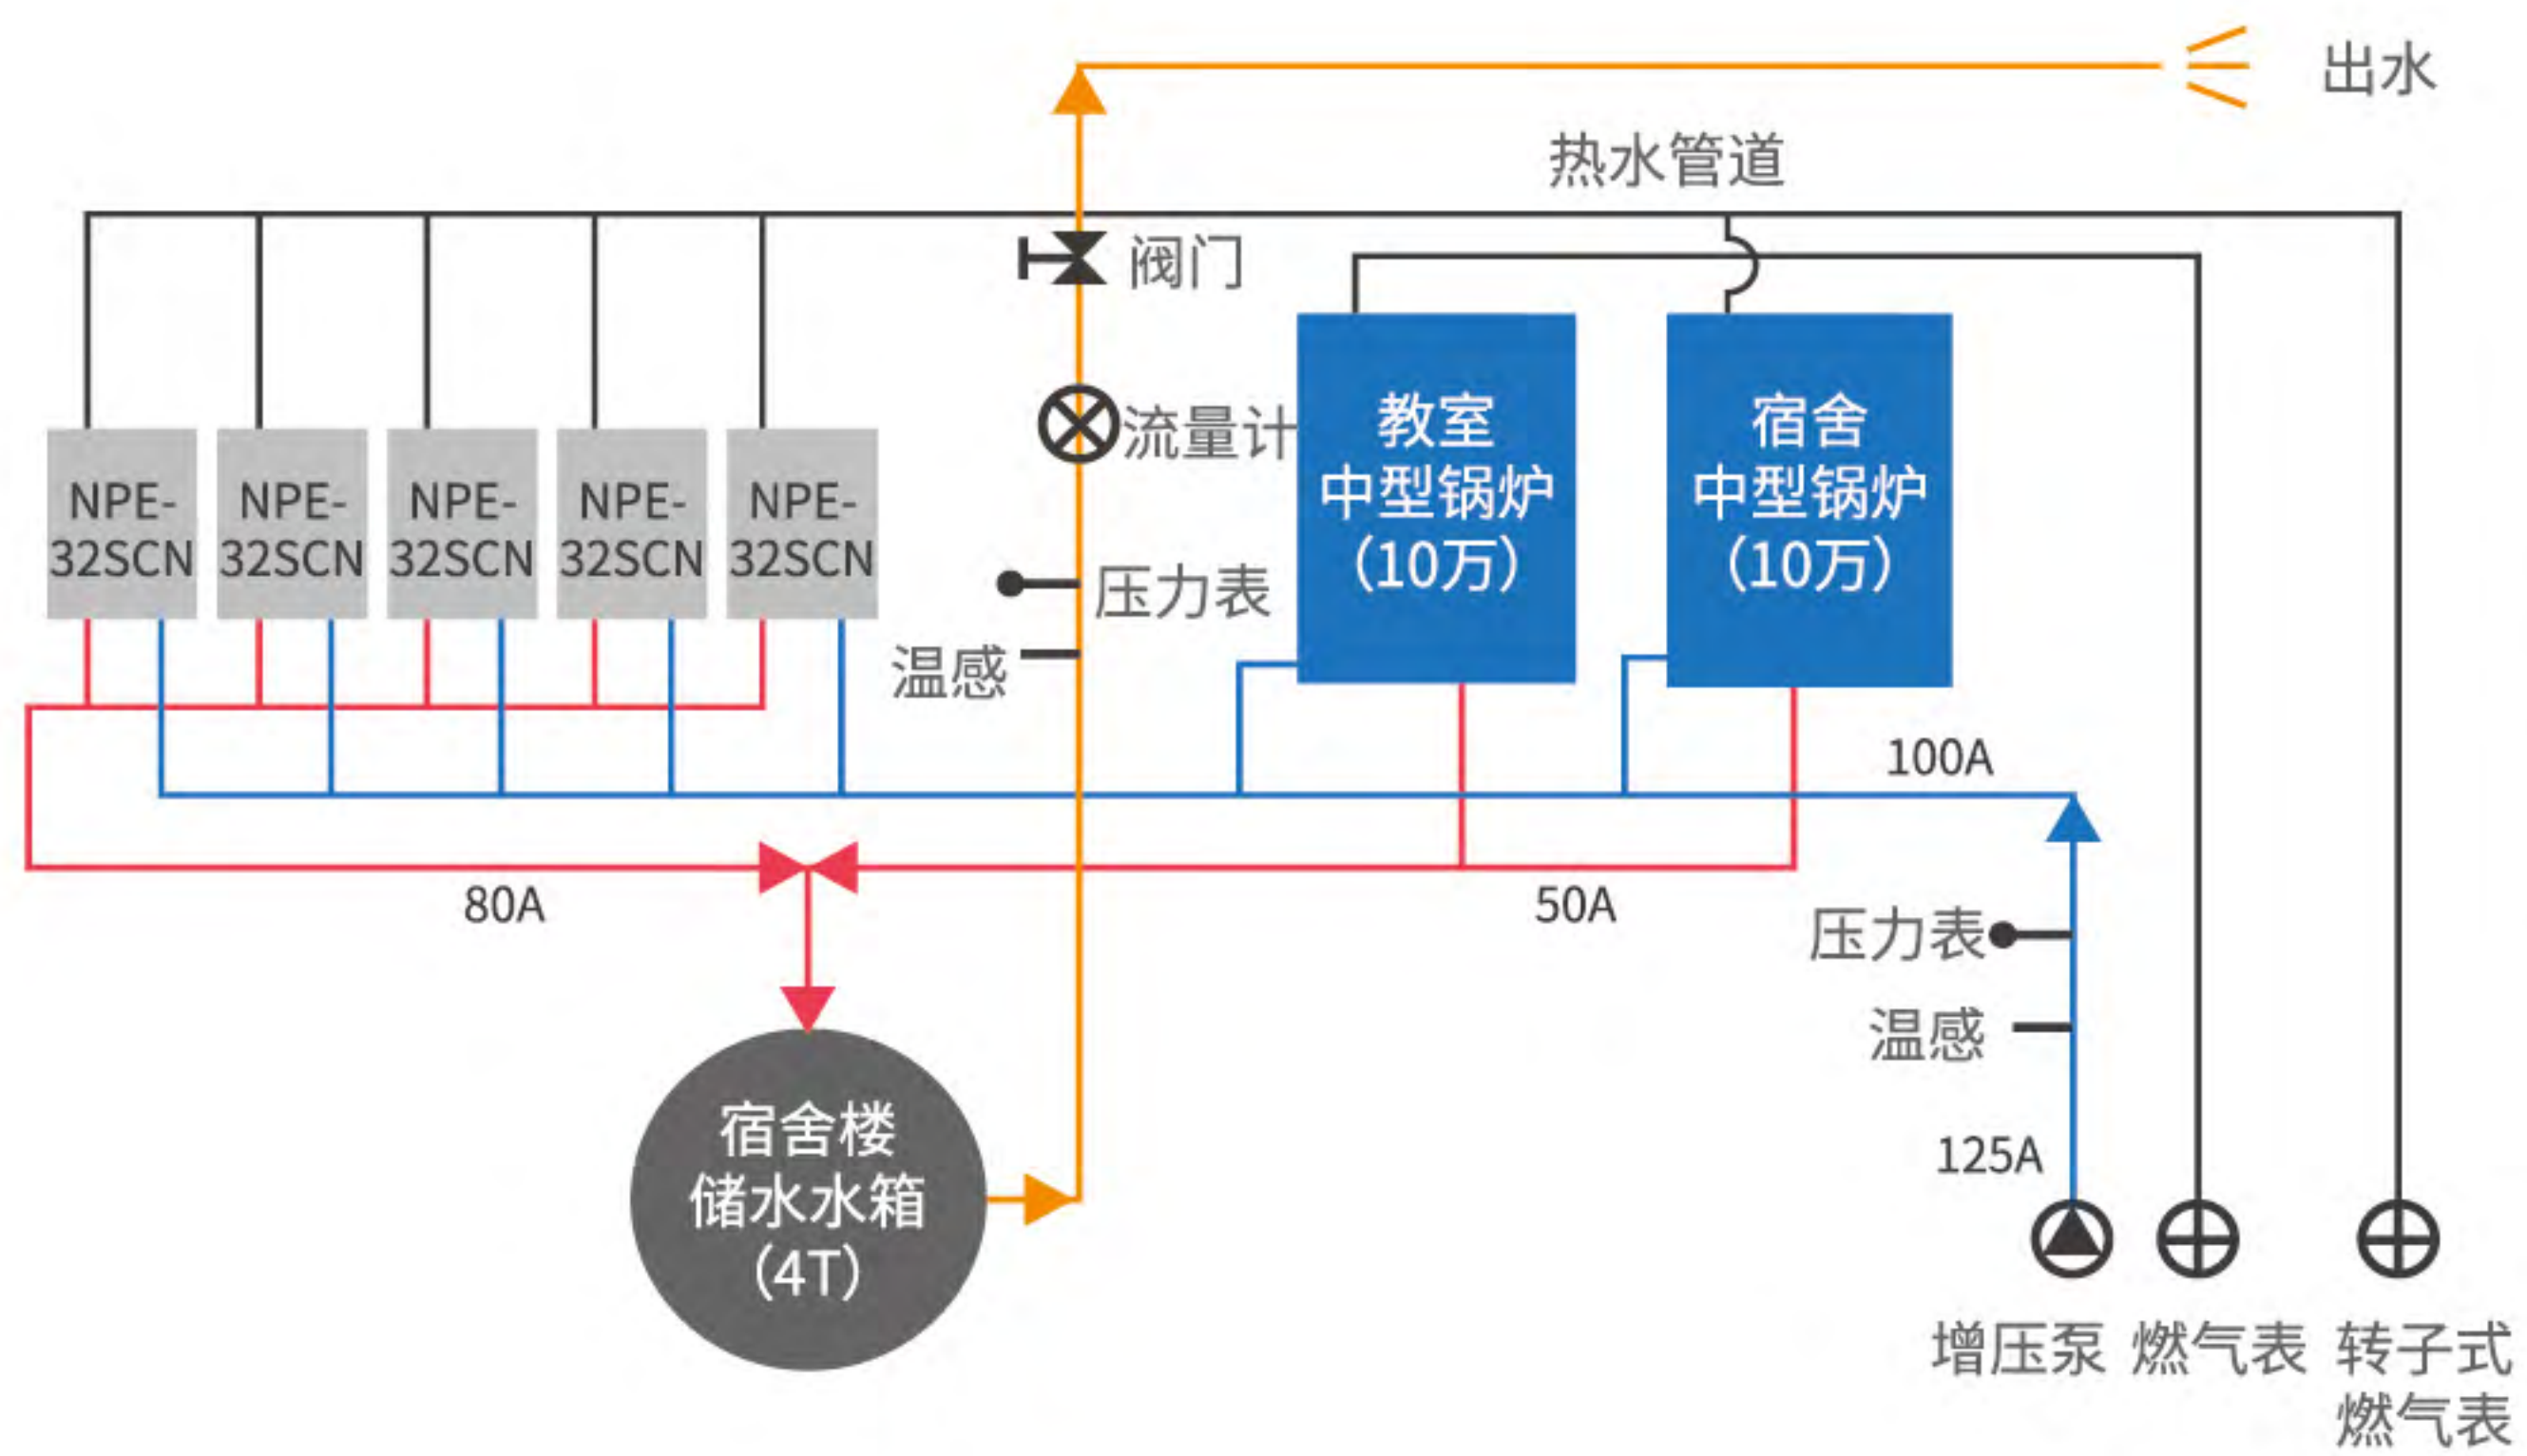 出水
热水管道
阀门
流量计
压力表
温感
NPE-
32SCN
NPE-
32SCN
NPE-
32SCN
NPE-
32SCN
NPE-
32SCN
教室
中型锅炉
(10万)
宿舍
中型锅炉
(10万)
100A
80A
50A
压力表
温感
125A
宿舍楼
储水水箱
(4T)
增压泵
燃气表
转子式
燃气表